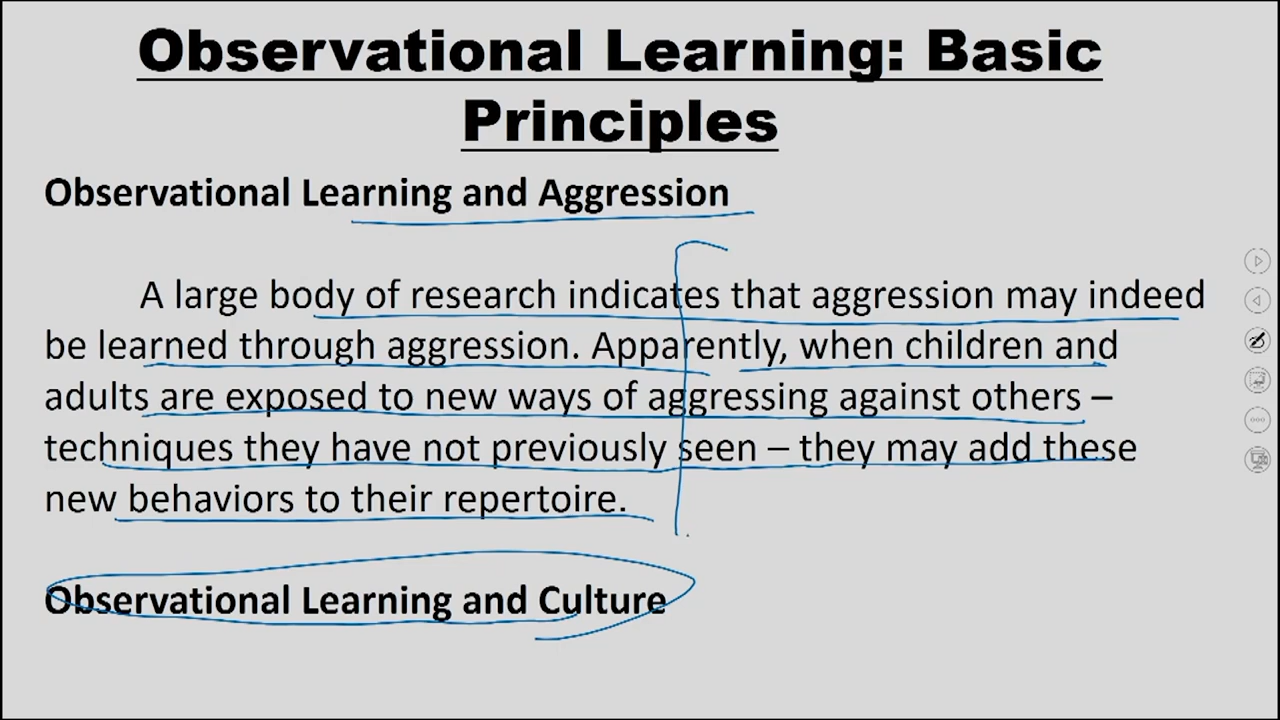 Observational Learning: Basic
Principles
Observational Learning and Aggression
A large body of research indicates that aggression may indeed
be learned through aggression. Apparently, when children and
adults are exposed to new ways of aggressing against others –
techniques they have not previously seen – they may add these
new behaviors to their repertoire.
Observational Learning and Culture